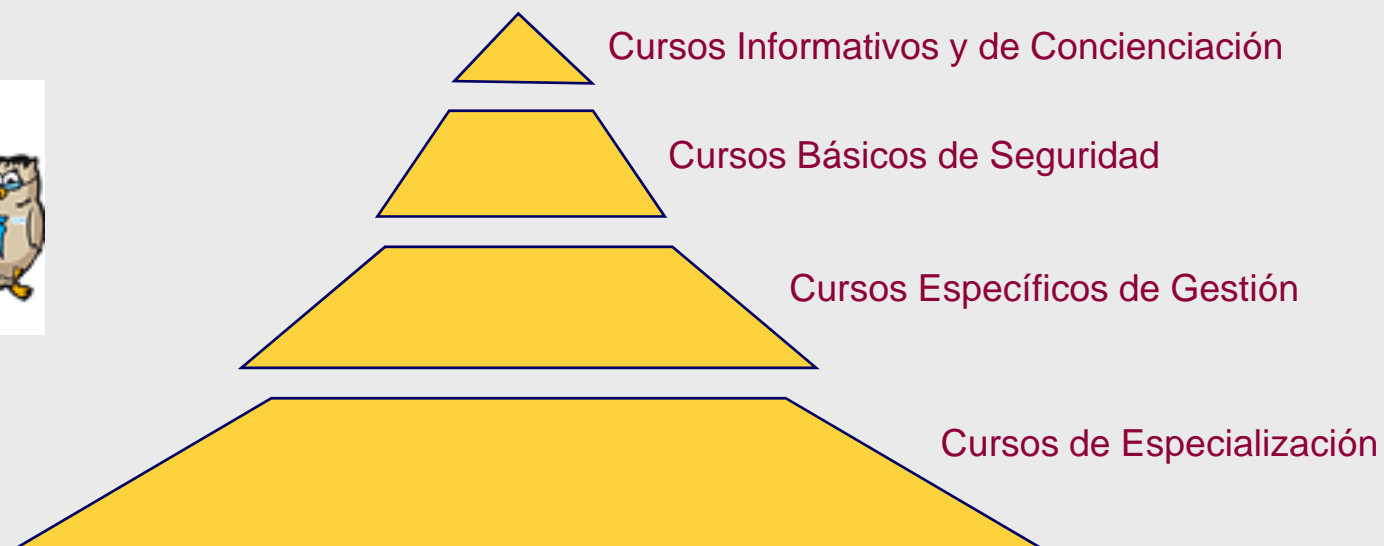 Cursos Informativos y de Concienciación
Cursos Básicos de Seguridad
Cursos Específicos de Gestión
Cursos de Especialización